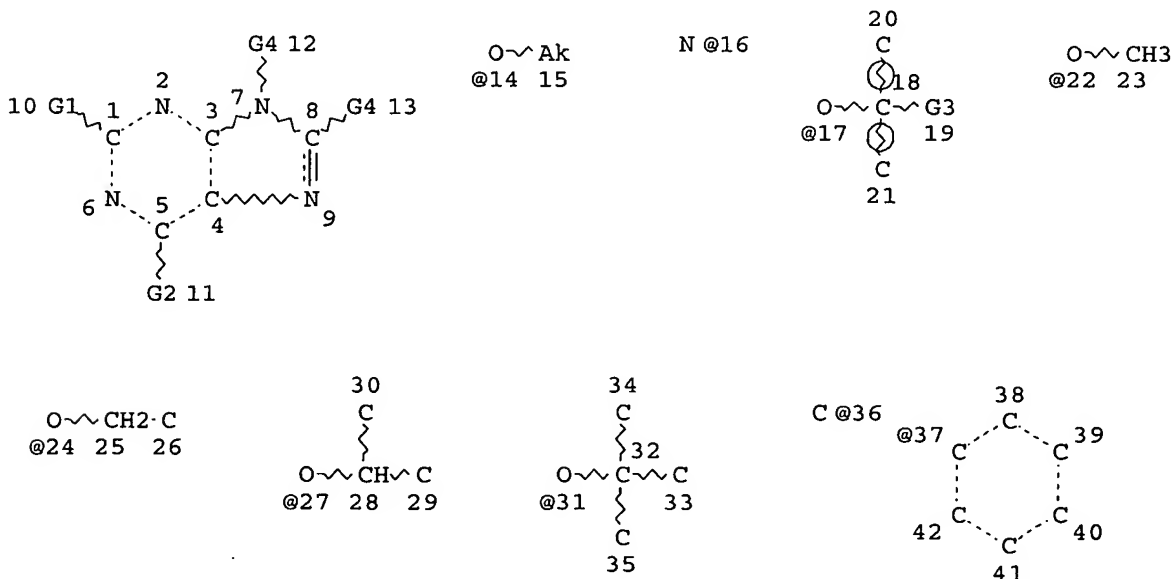 G4 12
20
O Ak
@14 15
N @16
C
O CH3
@22 23
10 G1 1 2 3 7 N 8 G4 13
18
N
O C G3
@17 19
C C C
C
21
N C N
6 5 4 9
C
G2 11
30
C
34
C
38
C
O CH2 C
@24 25 26
C @36
@37 C C 39
32
O CH C
@27 28 29
O C C
@31 33
C
35
42 C C 40
C
41